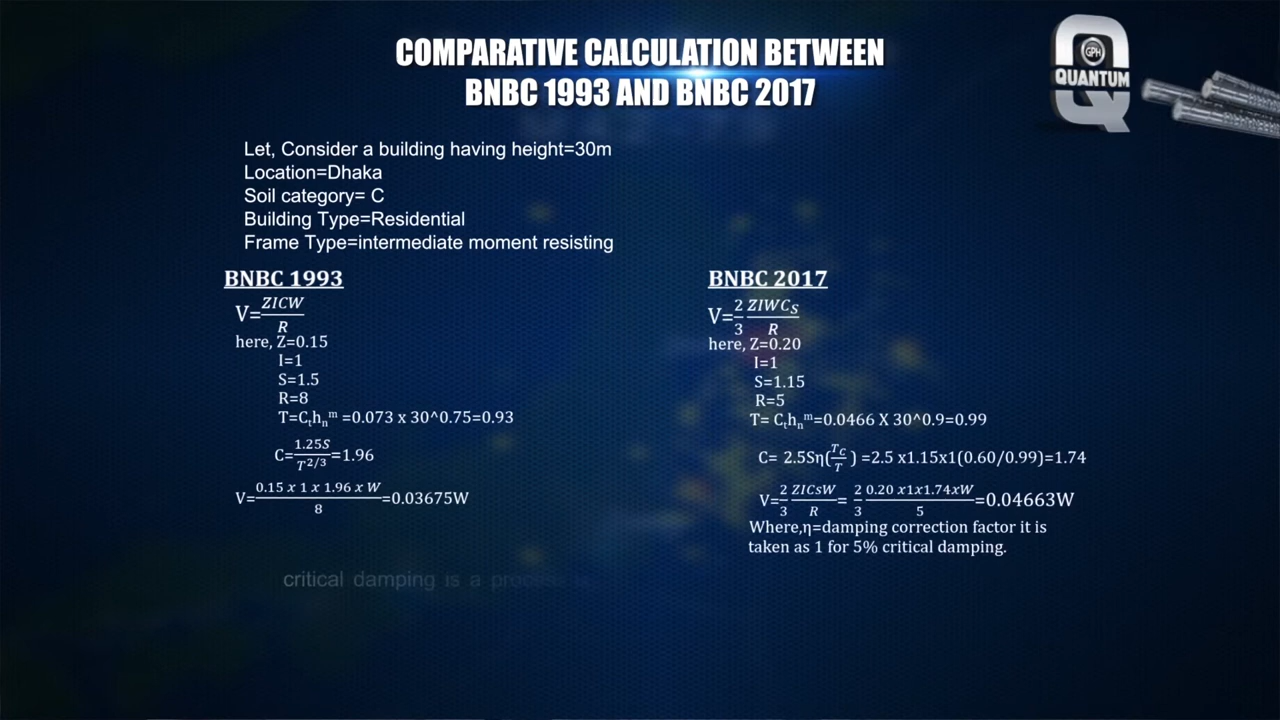 COMPARATIVE CALCULATION BETWEEN
BNBC 1993 AND BNBC 2017
GPH
QUANTUM
Let, Consider a building having height=30m
Location=Dhaka
Soil category= C
Building Type=Residential
Frame Type=intermediate moment resisting
BNBC 1993
V=ZICW/R
here, Z=0.15
I=1
S=1.5
R=8
T=Cₜhₙᵐ =0.073 x 30^0.75=0.93
C=1.25S/T^2/3=1.96
V=0.15 x 1 x 1.96 x W/8=0.03675W
BNBC 2017
V=2/3 ZIWCs/R
here, Z=0.20
I=1
S=1.15
R=5
T= Cₜhₙᵐ=0.0466 X 30^0.9=0.99
C= 2.5Sη(Tc/T) =2.5 x1.15x1(0.60/0.99)=1.74
V=2/3 ZICsW/R= 2/3 0.20 x1x1.74xW/5=0.04663W
Where,η=damping correction factor it is
taken as 1 for 5% critical damping.
critical damping is a process